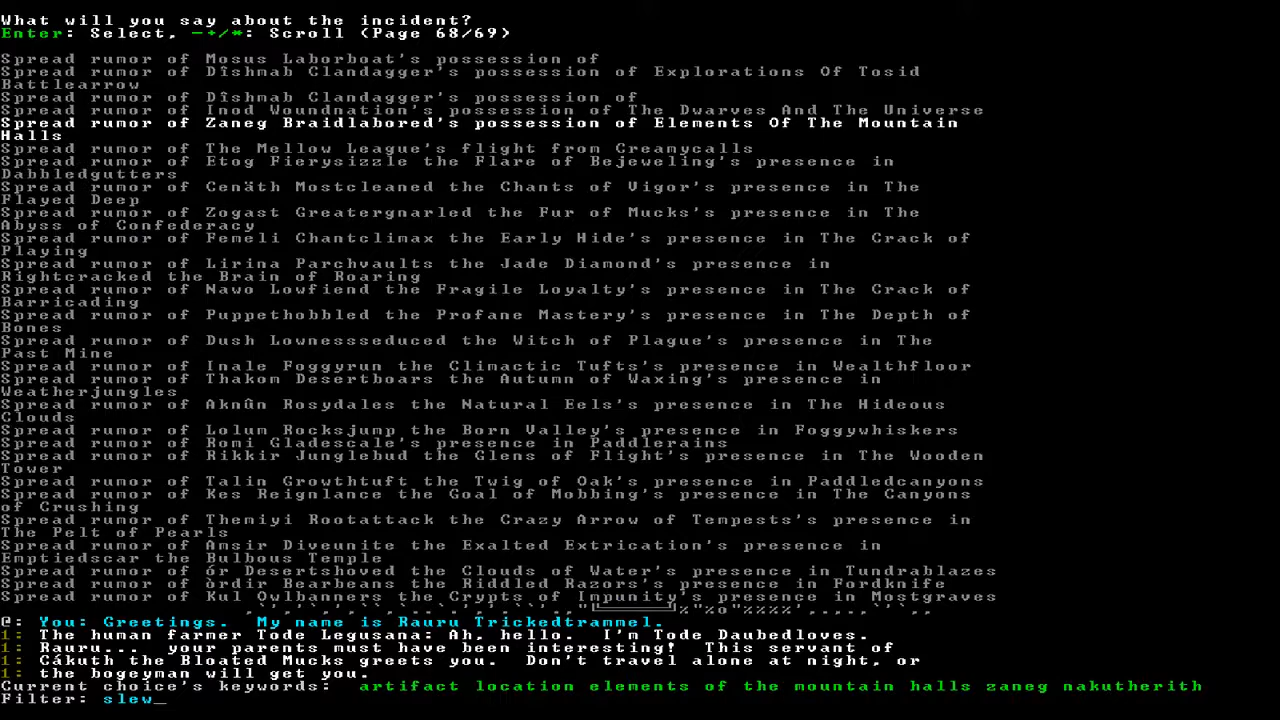 What will you say about the incident?
Enter: Select, -+/*: Scroll (Page 68/69)
Spread rumor of Mosus Laborboat's possession of
Spread rumor of Dîshmab Clandagger's possession of Explorations Of Tosid
Battlearrow
Spread rumor of Dîshmab Clandagger's possession of
Spread rumor of Inod Woundnation's possession of The Dwarves And The Universe
Spread rumor of Zaneg Braidlabored's possession of Elements Of The Mountain
Halls
Spread rumor of The Mellow League's flight from Creamycalls
Spread rumor of Etog Fierysizzle the Flare of Bejeweling's presence in
Dabbledgutters
Spread rumor of Cenäth Mostcleaned the Chants of Vigor's presence in The
Flayed Deep
Spread rumor of Zogast Greatergnarled the Fur of Mucks's presence in The
Abyss of Confederacy
Spread rumor of Femeli Chantclimax the Early Hide's presence in The Crack of
Playing
Spread rumor of Lirina Parchvaults the Jade Diamond's presence in
Rightcracked the Brain of Roaring
Spread rumor of Nawo Lowfiend the Fragile Loyalty's presence in The Crack of
Barricading
Spread rumor of Puppethobbled the Profane Mastery's presence in The Depth of
Bones
Spread rumor of Dush Lownessseduced the Witch of Plague's presence in The
Past Mine
Spread rumor of Inale Foggyrun the Climactic Tufts's presence in Wealthfloor
Spread rumor of Thakom Desertboars the Autumn of Waxing's presence in
Weatherjungles
Spread rumor of Aknûn Rosydales the Natural Eels's presence in The Hideous
Clouds
Spread rumor of Lolum Rocksjump the Born Valley's presence in Foggywhiskers
Spread rumor of Romi Gladescale's presence in Paddlerains
Spread rumor of Rikkir Junglebud the Glens of Flight's presence in The Wooden
Tower
Spread rumor of Talin Growthtuft the Twig of Oak's presence in Paddledcanyons
Spread rumor of Kes Reignlance the Goal of Mobbing's presence in The Canyons
of Crushing
Spread rumor of Themiyi Rootattack the Crazy Arrow of Tempests's presence in
The Pelt of Pearls
Spread rumor of Amsir Diveunite the Exalted Extrication's presence in
Emptiedscar the Bulbous Temple
Spread rumor of ór Desertshoved the Clouds of Water's presence in Tundrablazes
Spread rumor of òrdir Bearbeans the Riddled Razors's presence in Fordknife
Spread rumor of Kul Owlbanners the Crypts of Impunity's presence in Mostgraves
@: You: Greetings. My name is Rauru Trickedtrammel.
1: The human farmer Tode Legusana: Ah, hello. I'm Tode Daubedloves.
1: Rauru... your parents must have been interesting! This servant of
1: Cákuth the Bloated Mucks greets you. Don't travel alone at night, or
1: the bogeyman will get you.
Current choice's keywords: artifact location elements of the mountain halls zaneg nakutherith
Filter: slew_